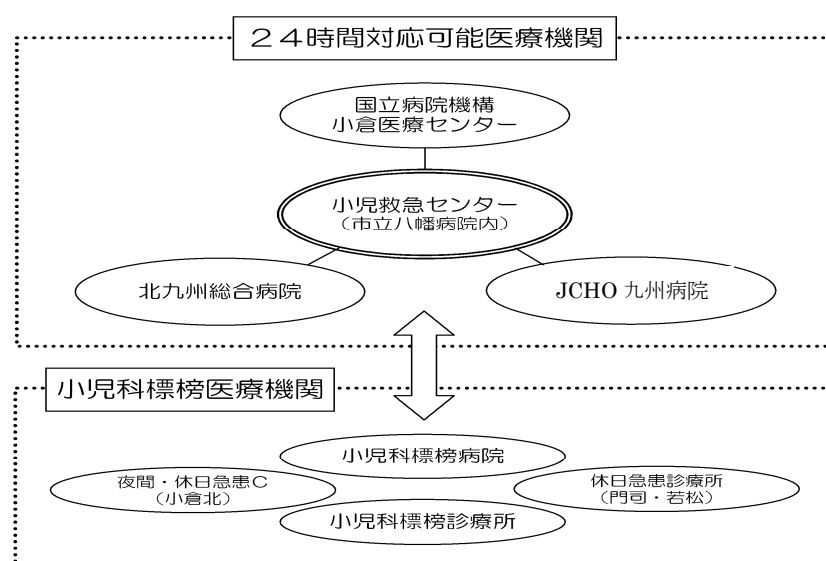 ２４時間対応可能医療機関
国立病院機構
小倉医療センター
小児救急センター
（市立八幡病院内）
北九州総合病院
JCHO 九州病院
小児科標榜医療機関
小児科標榜病院
夜間・休日急患Ｃ
（小倉北）
休日急患診療所
（門司・若松）
小児科標榜診療所